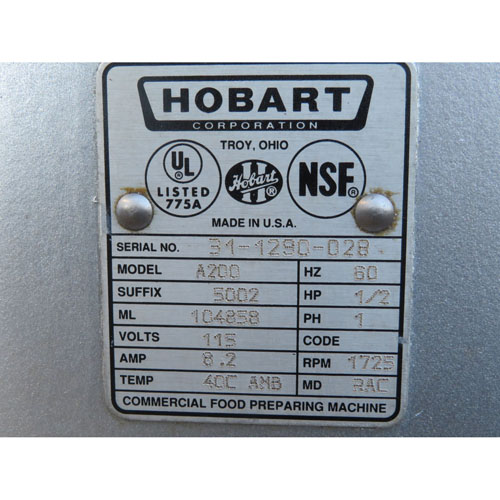 HOBART
CORPORATION
TROY, OHIO
UL
LISTED
775A
H
Hobart
®
NSF®
MADE IN U.S.A.
SERIAL NO. 31-1290-028
MODEL A200 HZ 60
SUFFIX 5002 HP 1/2
ML 104858 PH 1
VOLTS 115 CODE
AMP 8.2 RPM 1725
TEMP 40C AMB MD RAC
COMMERCIAL FOOD PREPARING MACHINE